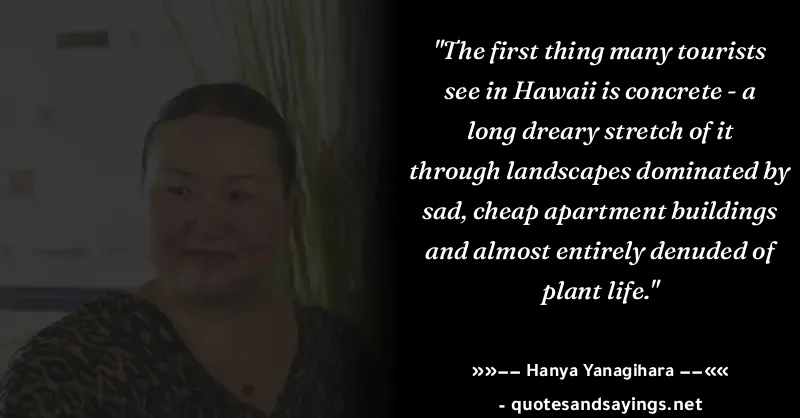 "The first thing many tourists
see in Hawaii is concrete - a
long dreary stretch of it
through landscapes dominated by
sad, cheap apartment buildings
and almost entirely denuded of
plant life."
»»−− Hanya Yanagihara −−««
- quotesandsayings.net